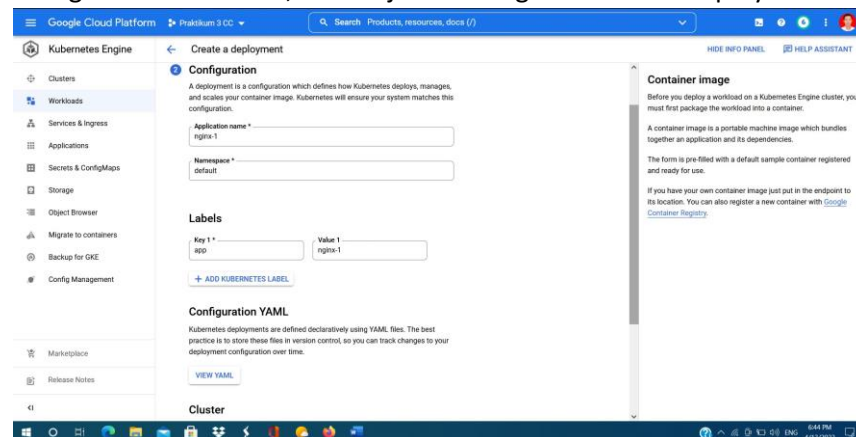 Google Cloud Platform
Praktikum 3 CC
Search Products, resources, docs (/)
Kubernetes Engine
Create a deployment
HIDE INFO PANEL
HELP ASSISTANT
Clusters
Workloads
Services & Ingress
Applications
Secrets & ConfigMaps
Storage
Object Browser
Migrate to containers
Backup for GKE
Config Management
Marketplace
Release Notes
2 Configuration
A deployment is a configuration which defines how Kubernetes deploys, manages,
and scales your container image. Kubernetes will ensure your system matches this
configuration.
Application name *
nginx-1
Namespace *
default
Labels
Key 1 *
app
Value 1
nginx-1
+ ADD KUBERNETES LABEL
Configuration YAML
Kubernetes deployments are defined declaratively using YAML files. The best
practice is to store these files in version control, so you can track changes to your
deployment configuration over time.
VIEW YAML
Cluster
Container image
Before you deploy a workload on a Kubernetes Engine cluster, you
must first package the workload into a container.
A container image is a portable machine image which bundles
together an application and its dependencies.
The form is pre-filled with a default sample container registered
and ready for use.
If you have your own container image just put in the endpoint to
its location. You can also register a new container with Google
Container Registry.
ENG
6:44 PM